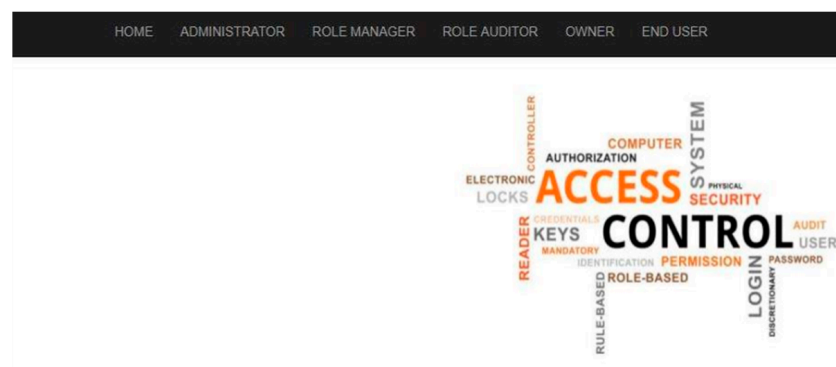 HOME ADMINISTRATOR ROLE MANAGER ROLE AUDITOR OWNER END USER
CONTROLLER
SYSTEM
COMPUTER
AUTHORIZATION
ELECTRONIC
ACCESS
PHYSICAL
LOCKS
SECURITY
READER
CREDENTIALS
KEYS
CONTROL
AUDIT
USER
MANDATORY
IDENTIFICATION
PERMISSION
PASSWORD
RULE-BASED
ROLE-BASED
LOGIN
DISCRETIONARY